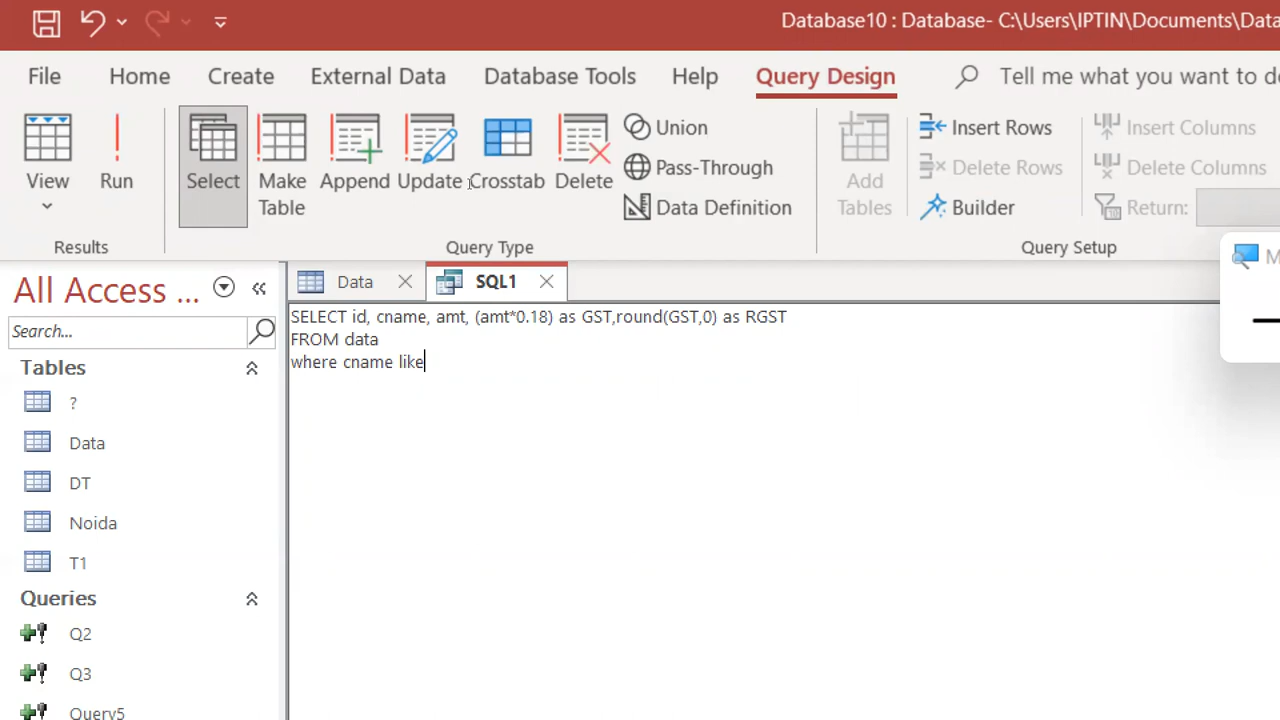 Database10 : Database- C:\Users\IPTIN\Documents\Data
File Home Create External Data Database Tools Help Query Design Tell me what you want to do
View Run Select Make Table Append Update Crosstab Delete Union Pass-Through Data Definition Add Tables Insert Rows Delete Rows Builder Insert Columns Delete Columns Return:
Results Query Type Query Setup
M
All Access ...
Data SQL1
Search...
SELECT id, cname, amt, (amt*0.18) as GST,round(GST,0) as RGST
FROM data
where cname like
Tables
?
Data
DT
Noida
T1
Queries
Q2
Q3
Query5